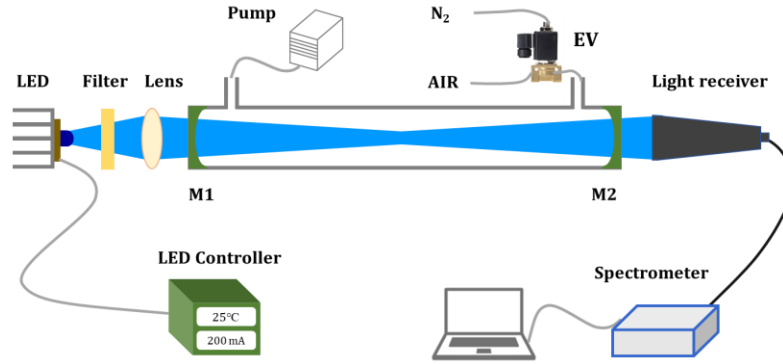 Pump
N₂
EV
LED
Filter
Lens
AIR
Light receiver
M1
M2
LED Controller
25℃
200 mA
Spectrometer